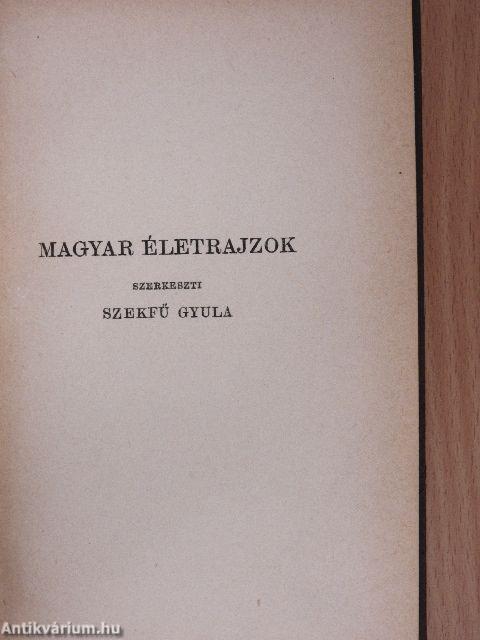 MAGYAR ÉLETRAJZOK
SZERKESZTI
SZEKFŰ GYULA
Antikvárium.hu